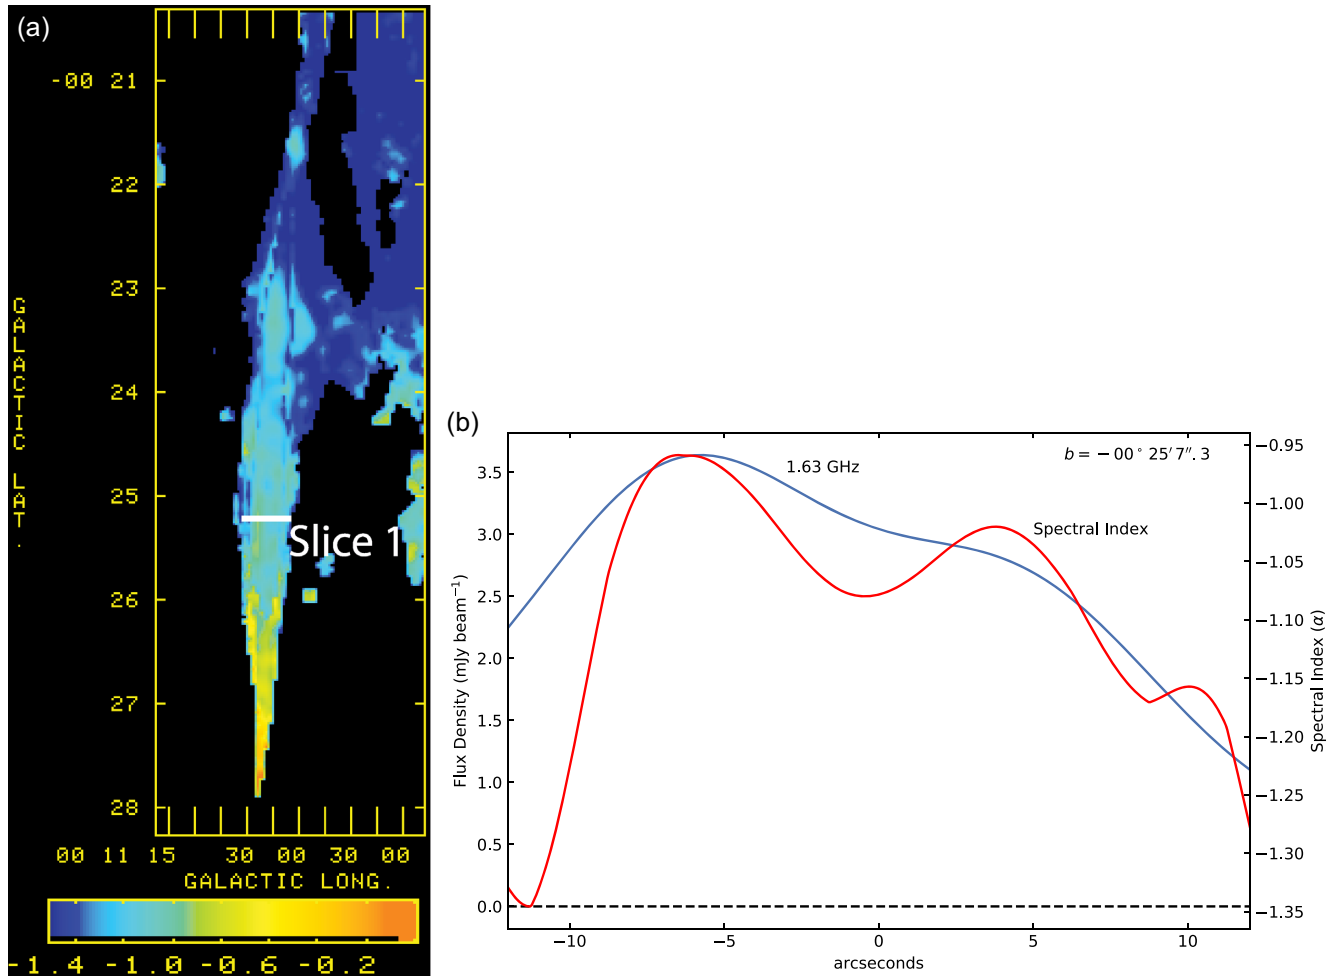 (a)
-00 21
22
23
24
25
26
27
28
GALACTIC LAT.
Slice 1
00 11 15 30 00 30 00
GALACTIC LONG.
-1.4 -1.0 -0.6 -0.2
(b)
b = −00° 25′ 7″. 3
1.63 GHz
Spectral Index
3.5
3.0
2.5
2.0
1.5
1.0
0.5
0.0
Flux Density (mJy beam⁻¹)
−0.95
−1.00
−1.05
−1.10
−1.15
−1.20
−1.25
−1.30
−1.35
Spectral Index (α)
−10 −5 0 5 10
arcseconds